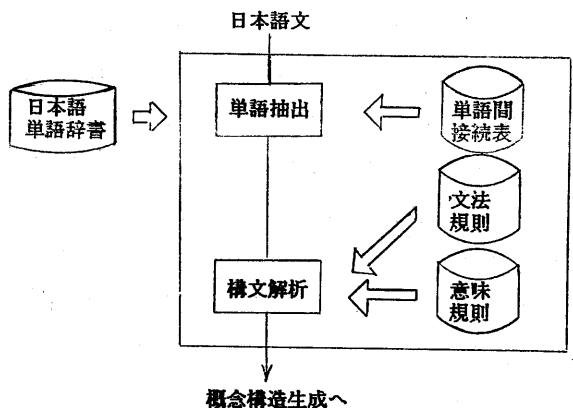 日本語文
日本語
単語辞書
単語抽出
単語間
接続表
文法
規則
構文解析
意味
規則
概念構造生成へ